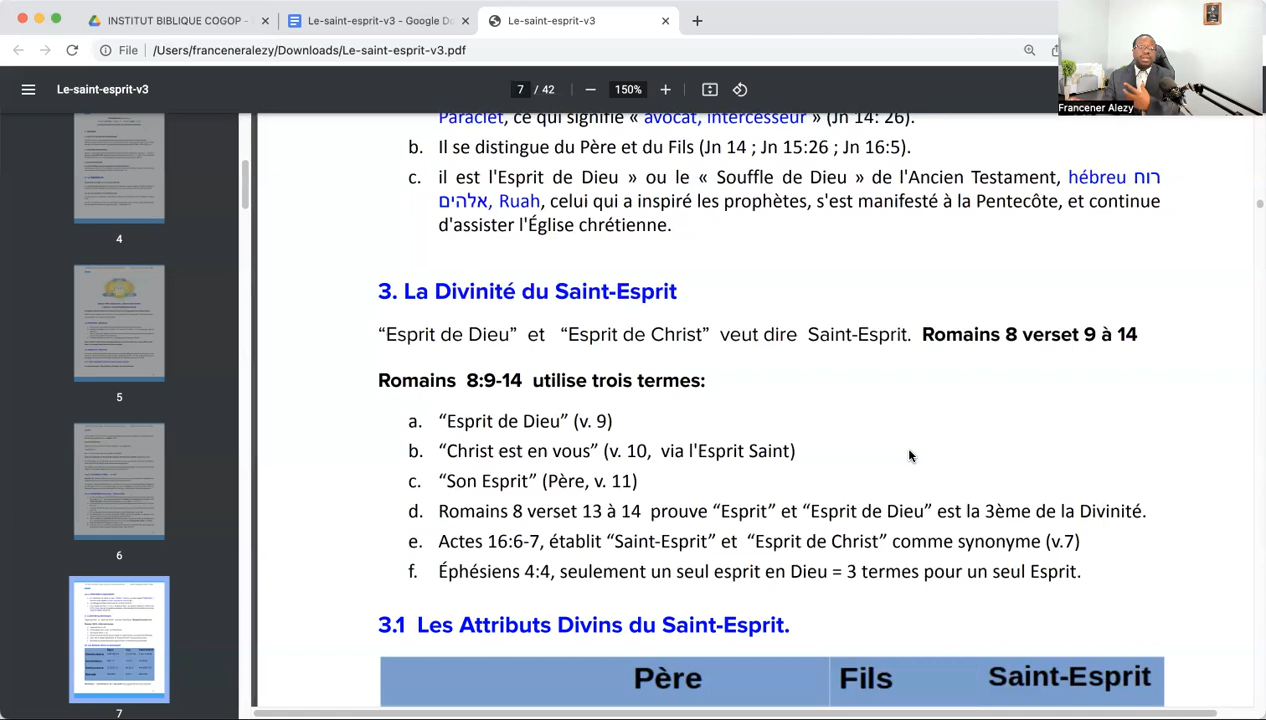 INSTITUT BIBLIQUE COGOP -
Le-saint-esprit-v3 - Google Do
Le-saint-esprit-v3
File
/Users/franceneralezy/Downloads/Le-saint-esprit-v3.pdf
Le-saint-esprit-v3
7 / 42
150%
Francener Alezy
4
5
6
7
Paraclet, ce qui signifie « avocat, intercesseur » (Jn 14: 26).
b. Il se distingue du Père et du Fils (Jn 14 ; Jn 15:26 ; Jn 16:5).
c. il est l'Esprit de Dieu » ou le « Souffle de Dieu » de l'Ancien Testament, hébreu רוח
אלהים, Ruah, celui qui a inspiré les prophètes, s'est manifesté à la Pentecôte, et continue
d'assister l'Église chrétienne.
3. La Divinité du Saint-Esprit
“Esprit de Dieu” et “Esprit de Christ” veut dire Saint-Esprit. Romains 8 verset 9 à 14
Romains 8:9-14 utilise trois termes:
a. “Esprit de Dieu” (v. 9)
b. “Christ est en vous” (v. 10, via l'Esprit Saint)
c. “Son Esprit” (Père, v. 11)
d. Romains 8 verset 13 à 14 prouve “Esprit” et “Esprit de Dieu” est la 3ème de la Divinité.
e. Actes 16:6-7, établit “Saint-Esprit” et “Esprit de Christ” comme synonyme (v.7)
f. Éphésiens 4:4, seulement un seul esprit en Dieu = 3 termes pour un seul Esprit.
3.1 Les Attributs Divins du Saint-Esprit.
Père Fils Saint-Esprit